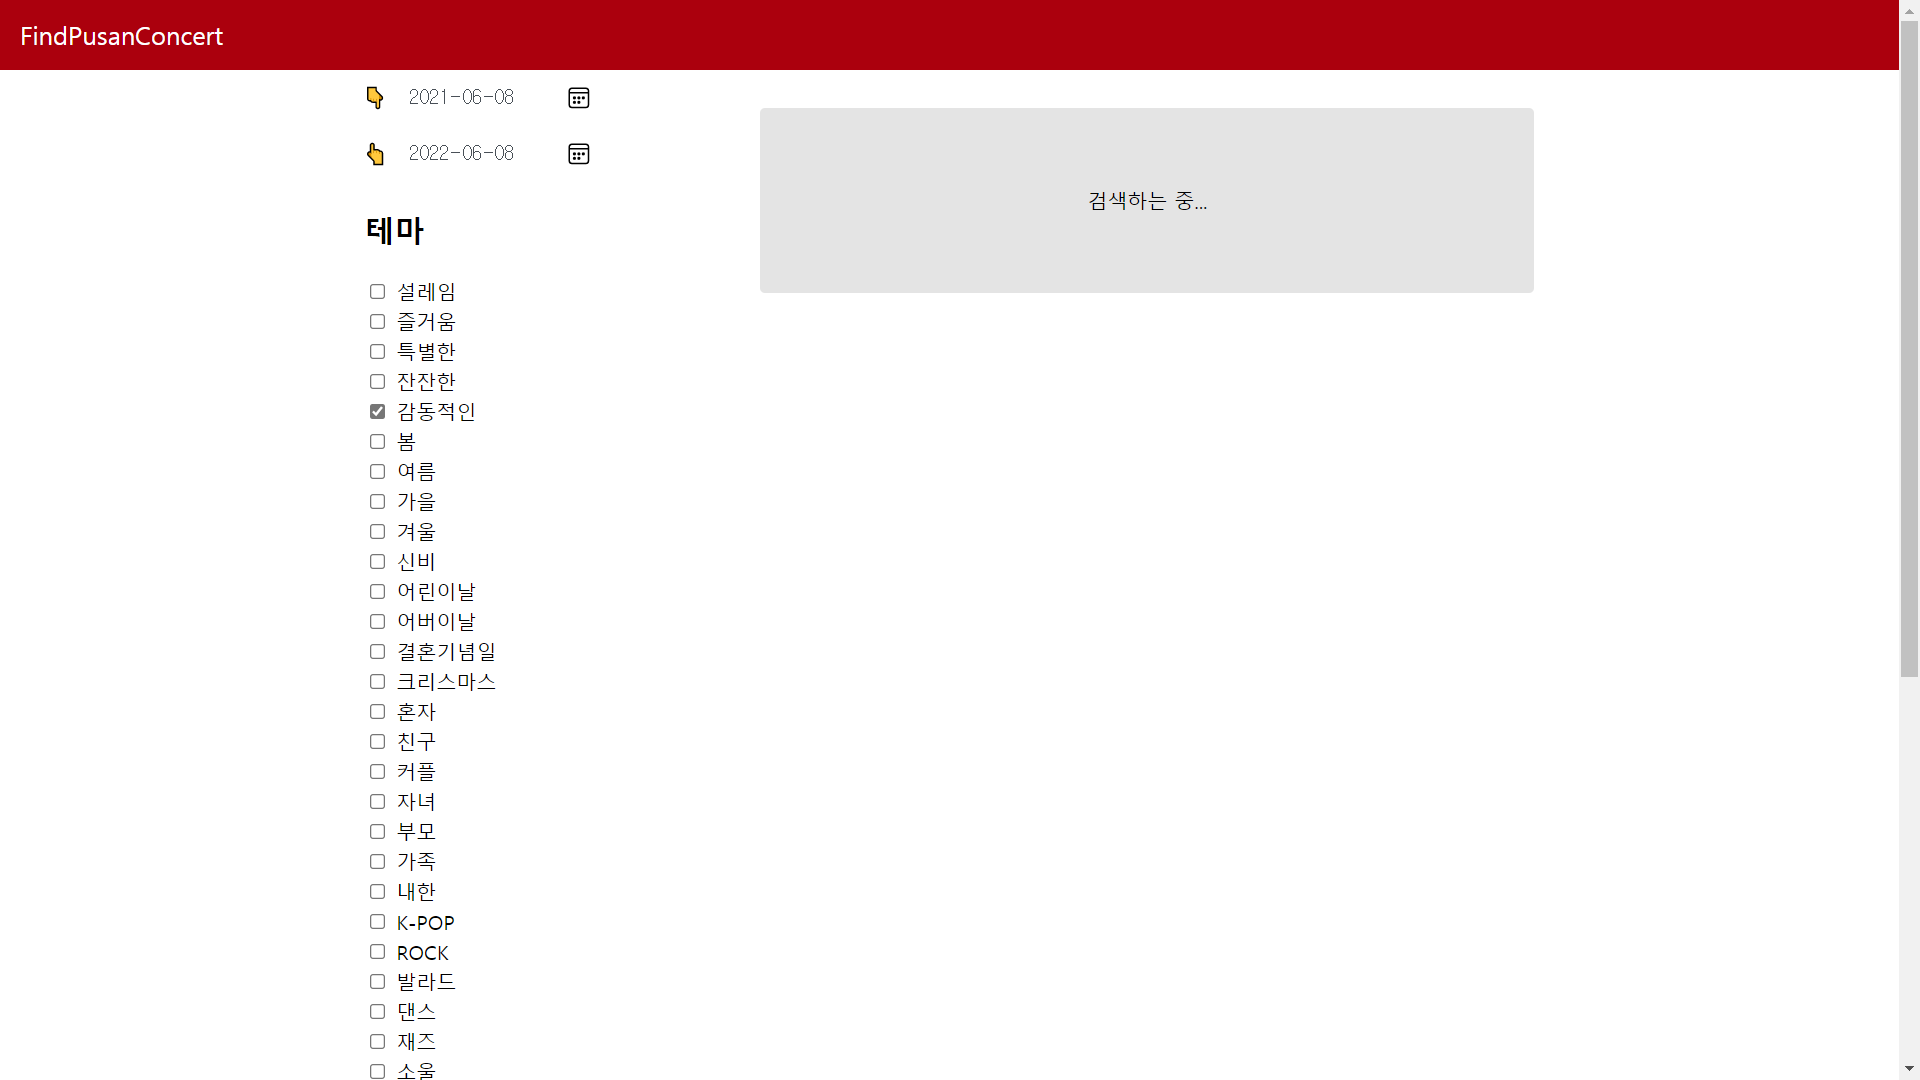 FindPusanConcert
2021-06-08
2022-06-08
테마
설레임
즐거움
특별한
잔잔한
감동적인
봄
여름
가을
겨울
신비
어린이날
어버이날
결혼기념일
크리스마스
혼자
친구
커플
자녀
부모
가족
내한
K-POP
ROCK
발라드
댄스
재즈
소울
검색하는 중...